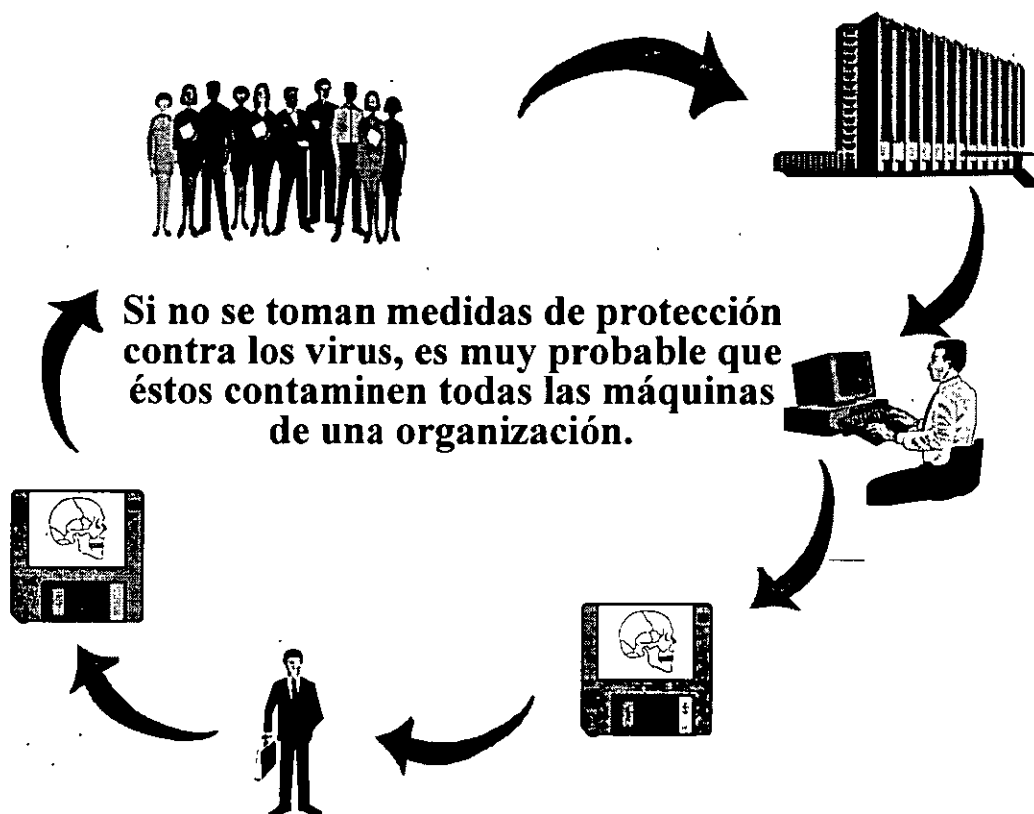 Si no se toman medidas de protección
contra los virus, es muy probable que
éstos contaminen todas las máquinas
de una organización.